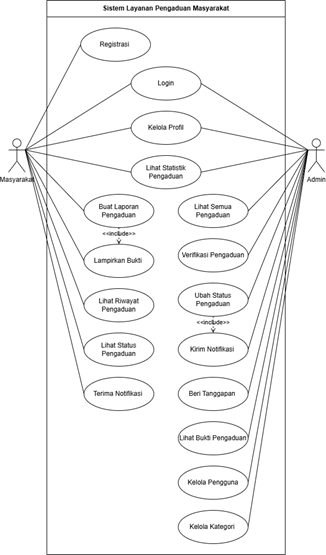 Sistem Layanan Pengaduan Masyarakat
Registrasi
Login
Kelola Profil
Lihat Statistik
Pengaduan
Masyarakat
Admin
Buat Laporan
Pengaduan
Lihat Semua
Pengaduan
<<include>>
Lampirkan Bukti
Verifikasi Pengaduan
Lihat Riwayat
Pengaduan
Ubah Status
Pengaduan
<<include>>
Lihat Status
Pengaduan
Kirim Notifikasi
Terima Notifikasi
Beri Tanggapan
Lihat Bukti Pengaduan
Kelola Pengguna
Kelola Kategori